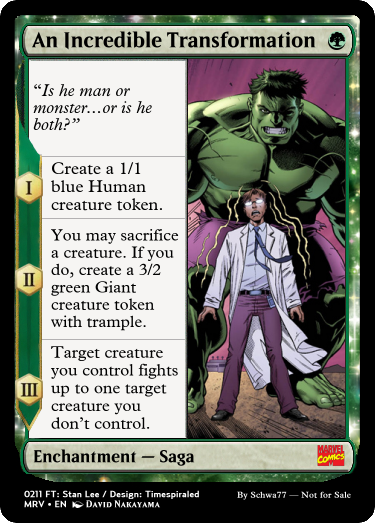 An Incredible Transformation
“Is he man or
monster…or is he
both?”
I
Create a 1/1
blue Human
creature token.
II
You may sacrifice
a creature. If you
do, create a 3/2
green Giant
creature token
with trample.
III
Target creature
you control fights
up to one target
creature you
don’t control.
Enchantment — Saga
MARVEL
COMICS
0211 FT: Stan Lee / Design: Timespiraled
By Schwa77 — Not for Sale
MRV • EN DAVID NAKAYAMA